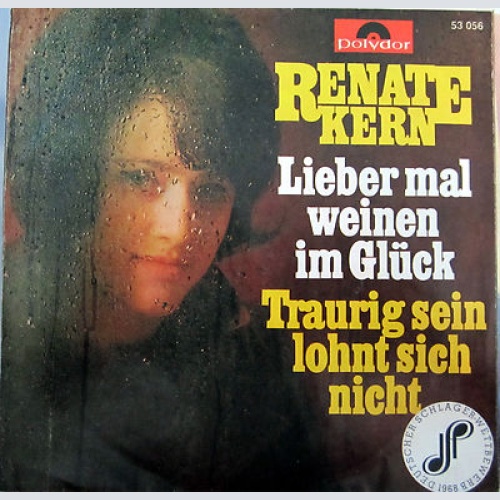 polydor
53 056
RENATE
KERN
Lieber mal
weinen
im Glück
Traurig sein
lohnt sich
nicht
DEUTSCHER SCHLAGERWETTBEWERB 1968